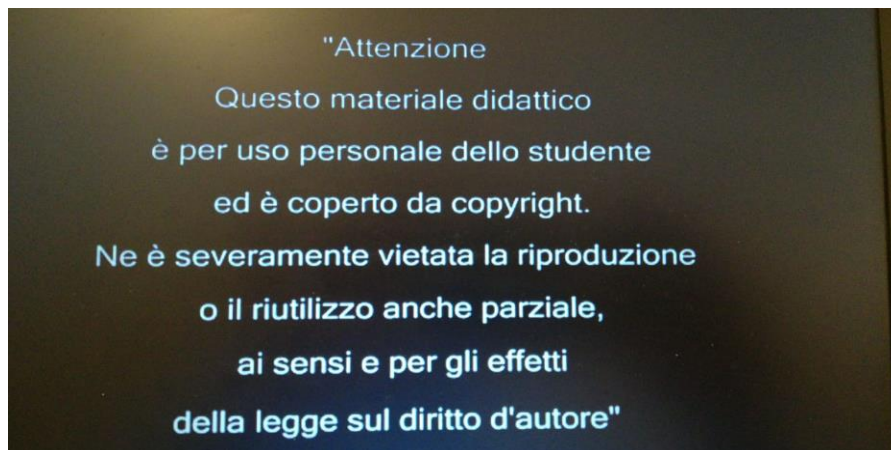 "Attenzione
Questo materiale didattico
è per uso personale dello studente
ed è coperto da copyright.
Ne è severamente vietata la riproduzione
o il riutilizzo anche parziale,
ai sensi e per gli effetti
della legge sul diritto d'autore"